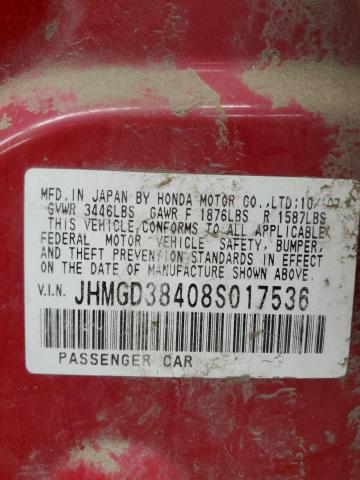 MFD. IN JAPAN BY HONDA MOTOR CO.,LTD:10/07
GVWR 3446LBS GAWR F 1876LBS R 1587LBS
THIS VEHICLE CONFORMS TO ALL APPLICABLE
FEDERAL MOTOR VEHICLE SAFETY, BUMPER,
AND THEFT PREVENTION STANDARDS IN EFFECT
ON THE DATE OF MANUFACTURE SHOWN ABOVE.
V.I.N. JHMGD38408S017536
PASSENGER CAR